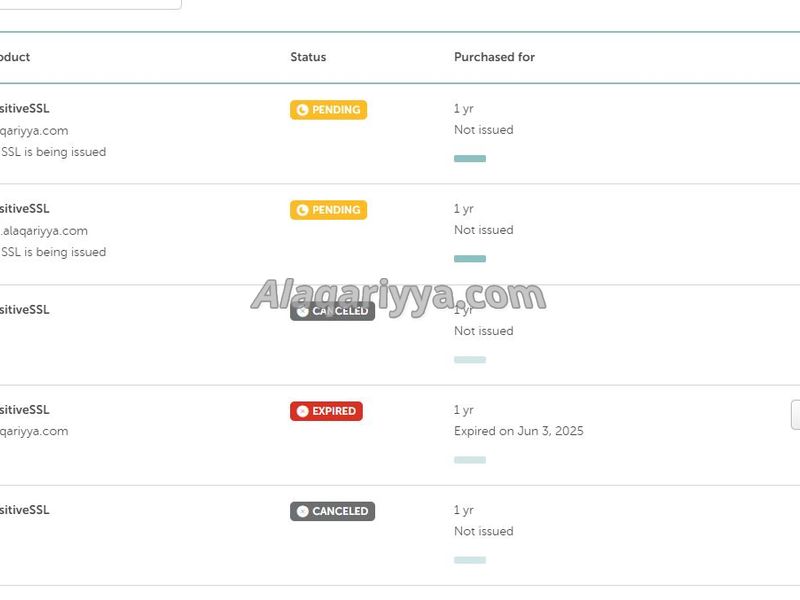 oduct Status Purchased for
sitiveSSL PENDING 1 yr
qariyya.com Not issued
SSL is being issued
sitiveSSL PENDING 1 yr
.alaqariyya.com Not issued
SSL is being issued
Alaqariyya.com
sitiveSSL CANCELED 1 yr
Not issued
sitiveSSL EXPIRED 1 yr
qariyya.com Expired on Jun 3, 2025
sitiveSSL CANCELED 1 yr
Not issued